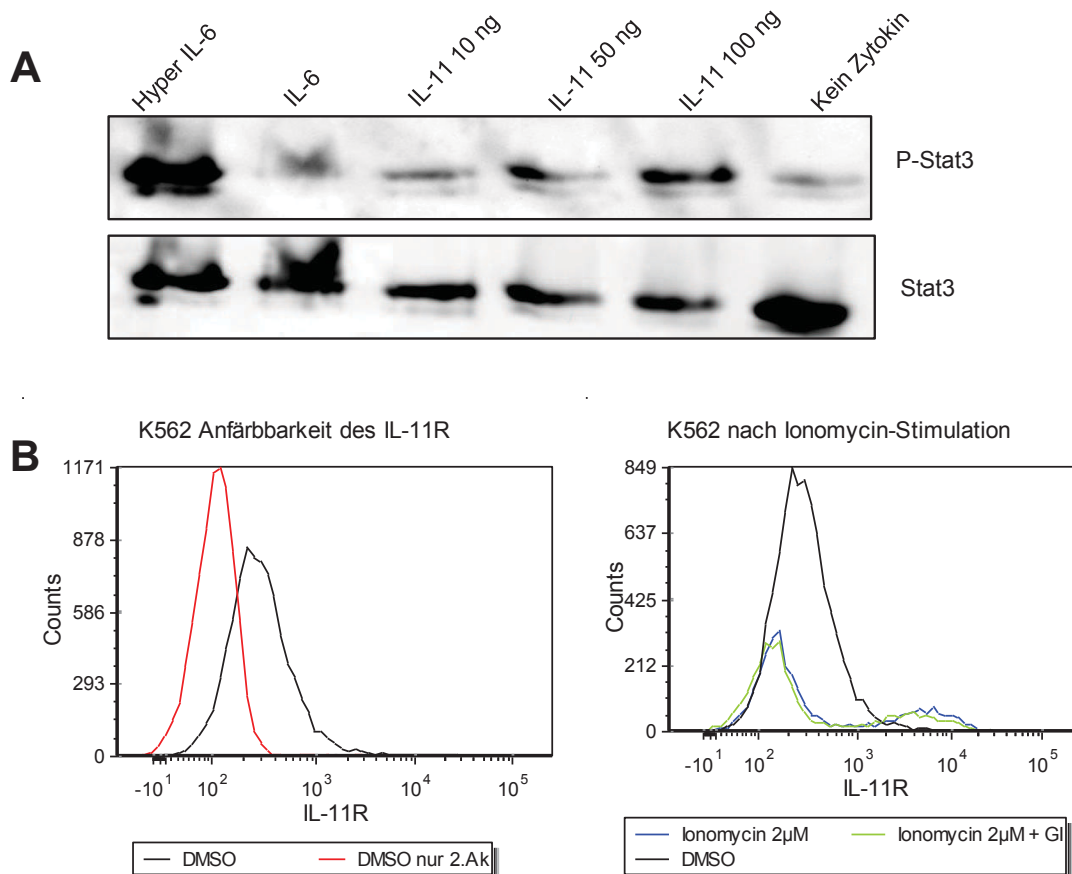 A
Hyper IL-6
IL-6
IL-11 10 ng
IL-11 50 ng
IL-11 100 ng
Kein Zytokin
P-Stat3
Stat3
B
K562 Anfärbbarkeit des IL-11R
1171
878
586
293
0
Counts
-10¹ 10² 10³ 10⁴ 10⁵
IL-11R
DMSO DMSO nur 2.Ak
K562 nach Ionomycin-Stimulation
849
637
425
212
0
Counts
-10¹ 10² 10³ 10⁴ 10⁵
IL-11R
Ionomycin 2µM Ionomycin 2µM + GI
DMSO